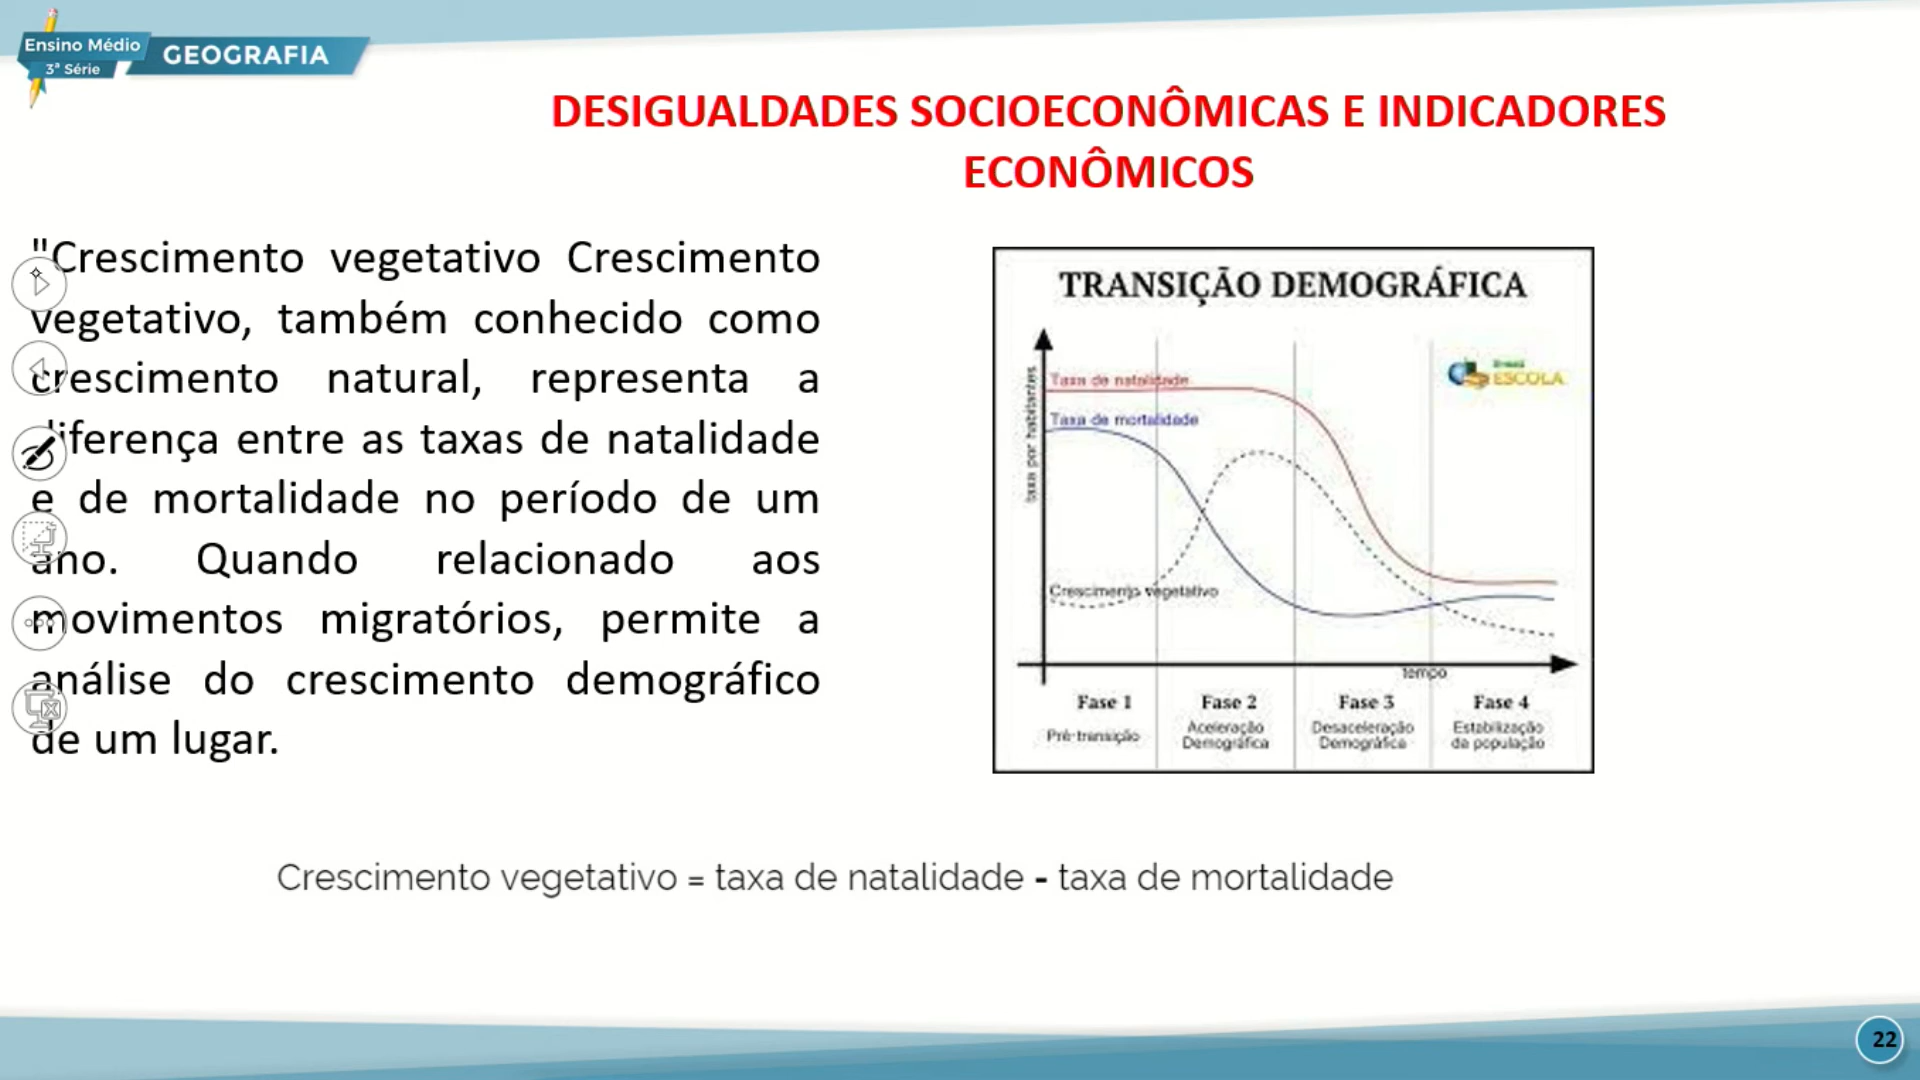 Ensino Médio
3ª Série
GEOGRAFIA
DESIGUALDADES SOCIOECONÔMICAS E INDICADORES
ECONÔMICOS
"Crescimento vegetativo Crescimento
vegetativo, também conhecido como
crescimento natural, representa a
diferença entre as taxas de natalidade
e de mortalidade no período de um
ano. Quando relacionado aos
movimentos migratórios, permite a
análise do crescimento demográfico
de um lugar.
TRANSIÇÃO DEMOGRÁFICA
Brasil
ESCOLA
taxa por habitantes
Taxa de natalidade
Taxa de mortalidade
Crescimento vegetativo
tempo
Fase 1
Pré-transição
Fase 2
Aceleração
Demográfica
Fase 3
Desaceleração
Demográfica
Fase 4
Estabilização
da população
Crescimento vegetativo = taxa de natalidade - taxa de mortalidade
22